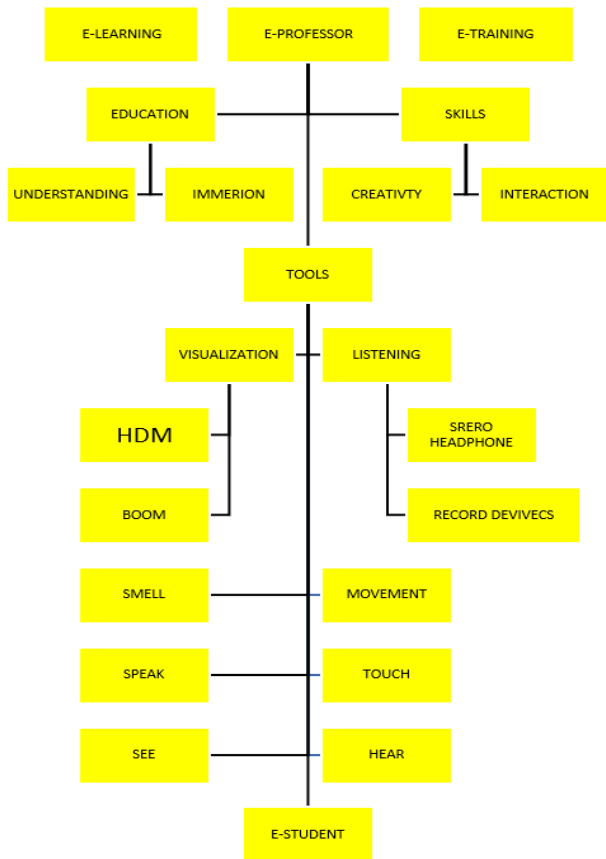 E-LEARNING
E-PROFESSOR
E-TRAINING
EDUCATION
SKILLS
UNDERSTANDING
IMMERION
CREATIVTY
INTERACTION
TOOLS
VISUALIZATION
LISTENING
HDM
SRERO
HEADPHONE
BOOM
RECORD DEVIVECS
SMELL
MOVEMENT
SPEAK
TOUCH
SEE
HEAR
E-STUDENT